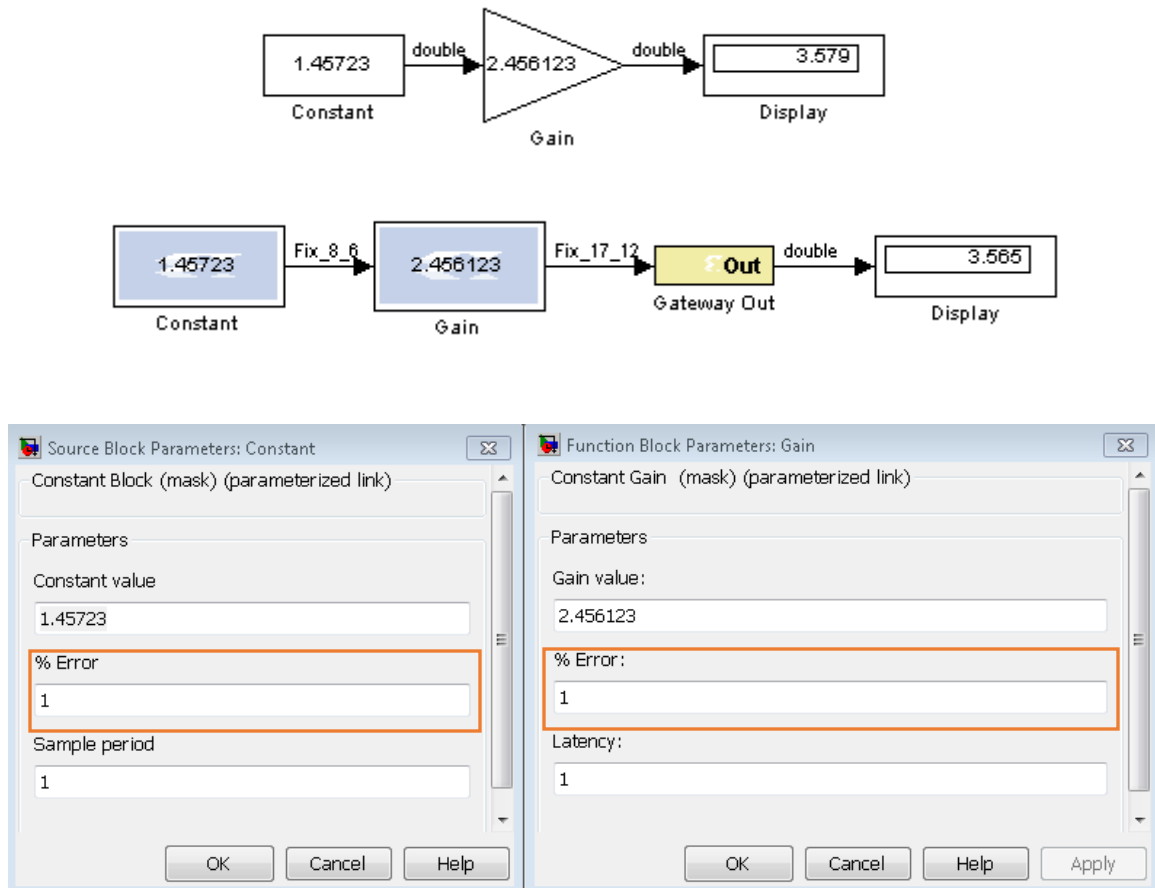 double
double
1.45723
2.456123
3.579
Constant
Gain
Display
Fix_8_6
Fix_17_12
double
1.45723
2.456123
Out
3.565
Constant
Gain
Gateway Out
Display
Source Block Parameters: Constant
Constant Block (mask) (parameterized link)
Parameters
Constant value
1.45723
% Error
1
Sample period
1
OK
Cancel
Help
Function Block Parameters: Gain
Constant Gain (mask) (parameterized link)
Parameters
Gain value:
2.456123
% Error:
1
Latency:
1
OK
Cancel
Help
Apply